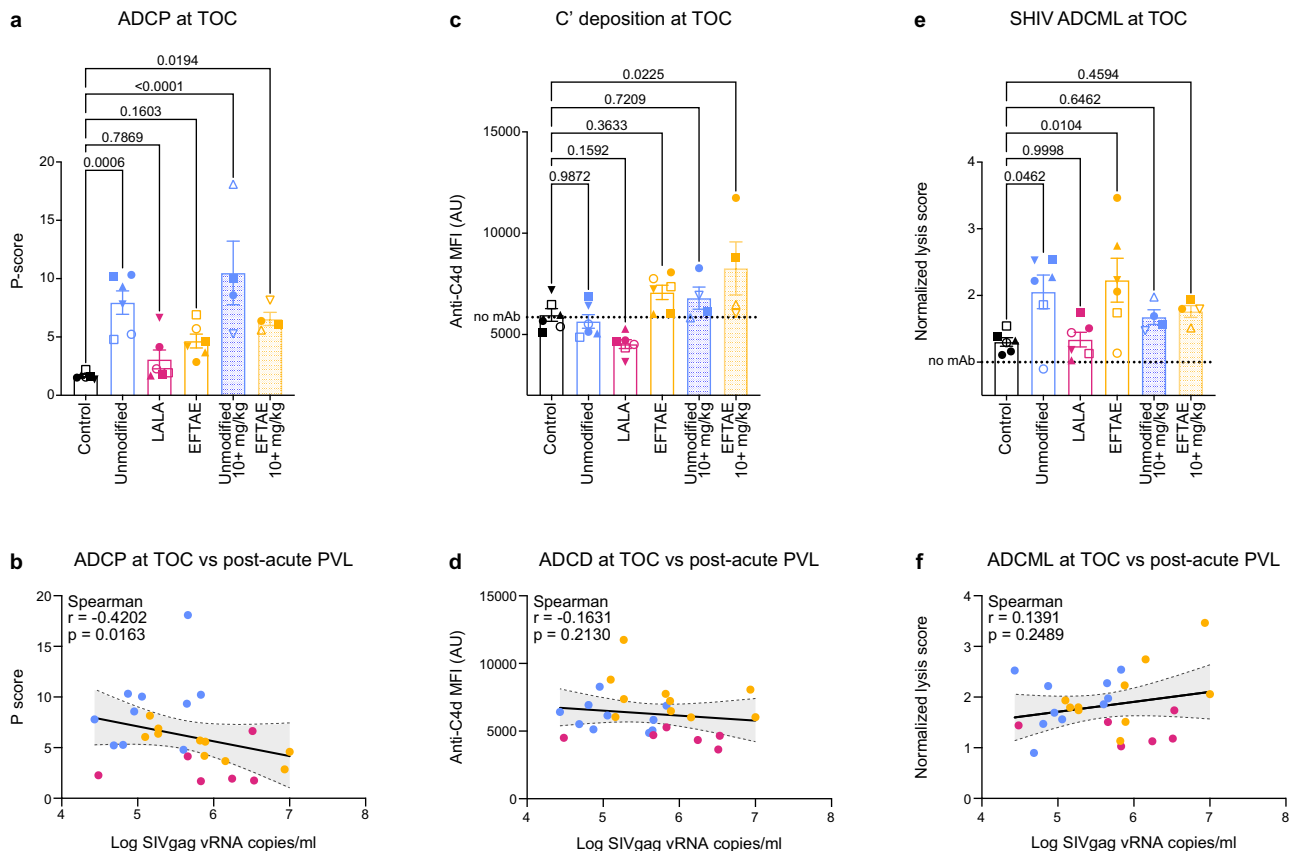 a
ADCP at TOC
0.0194
<0.0001
0.1603
0.7869
0.0006
20
15
10
5
0
P-score
Control
Unmodified
LALA
EFTAE
Unmodified
10+ mg/kg
EFTAE
10+ mg/kg
c
C' deposition at TOC
0.0225
0.7209
0.3633
0.1592
0.9872
15000
10000
5000
Anti-C4d MFI (AU)
no mAb
Control
Unmodified
LALA
EFTAE
Unmodified
10+ mg/kg
EFTAE
10+ mg/kg
e
SHIV ADCML at TOC
0.4594
0.6462
0.0104
0.9998
0.0462
4
3
2
Normalized lysis score
no mAb
Control
Unmodified
LALA
EFTAE
Unmodified
10+ mg/kg
EFTAE
10+ mg/kg
b
ADCP at TOC vs post-acute PVL
Spearman
r = -0.4202
p = 0.0163
20
15
10
5
0
P score
4 5 6 7 8
Log SIVgag vRNA copies/ml
d
ADCD at TOC vs post-acute PVL
Spearman
r = -0.1631
p = 0.2130
15000
10000
5000
0
Anti-C4d MFI (AU)
4 5 6 7 8
Log SIVgag vRNA copies/ml
f
ADCML at TOC vs post-acute PVL
Spearman
r = 0.1391
p = 0.2489
4
3
2
1
0
Normalized lysis score
4 5 6 7 8
Log SIVgag vRNA copies/ml